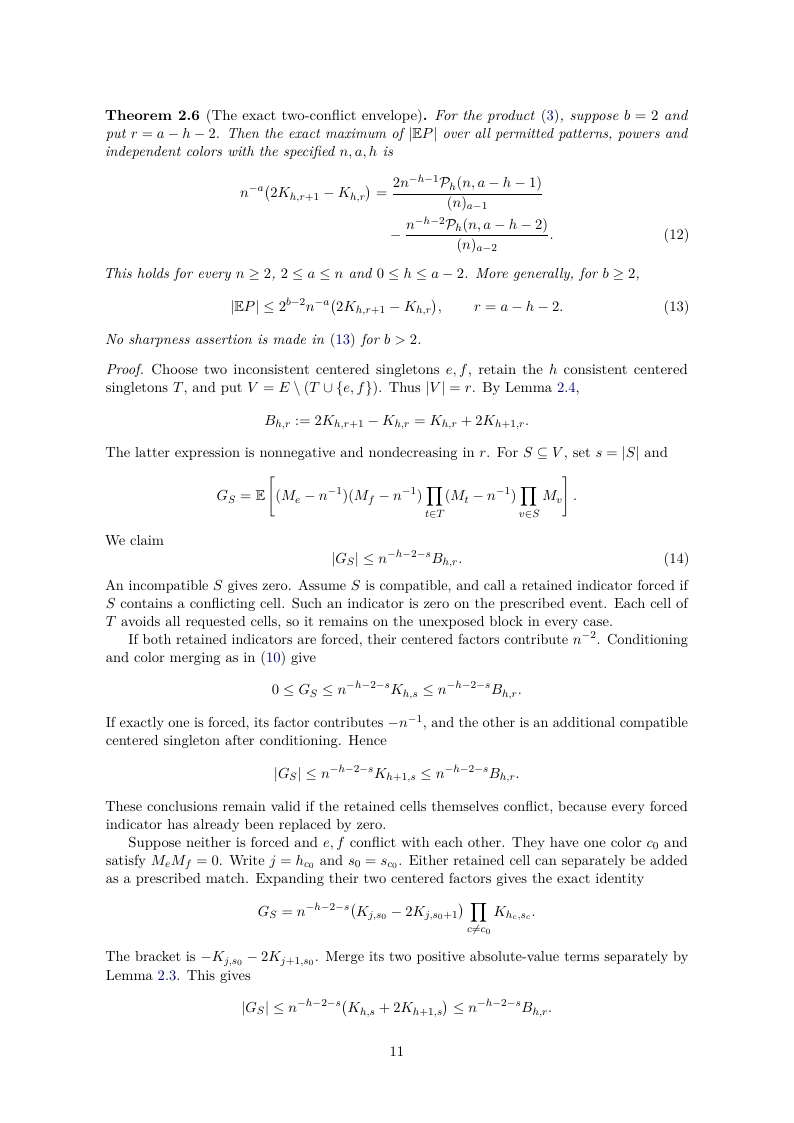 Theorem 2.6 (The exact two-conflict envelope). For the product (3), suppose b = 2 and
put r = a − h − 2. Then the exact maximum of |𝔼P| over all permitted patterns, powers and
independent colors with the specified n, a, h is
n^{−a}(2K_{h,r+1} − K_{h,r}) = \frac{2n^{−h−1}𝒫_h(n, a − h − 1)}{(n)_{a−1}}
− \frac{n^{−h−2}𝒫_h(n, a − h − 2)}{(n)_{a−2}}. (12)
This holds for every n ≥ 2, 2 ≤ a ≤ n and 0 ≤ h ≤ a − 2. More generally, for b ≥ 2,
|𝔼P| ≤ 2^{b−2}n^{−a}(2K_{h,r+1} − K_{h,r}), r = a − h − 2. (13)
No sharpness assertion is made in (13) for b > 2.
Proof. Choose two inconsistent centered singletons e, f, retain the h consistent centered
singletons T, and put V = E \ (T ∪ {e, f}). Thus |V| = r. By Lemma 2.4,
B_{h,r} := 2K_{h,r+1} − K_{h,r} = K_{h,r} + 2K_{h+1,r}.
The latter expression is nonnegative and nondecreasing in r. For S ⊆ V, set s = |S| and
G_S = 𝔼[(M_e − n^{−1})(M_f − n^{−1}) ∏_{t∈T}(M_t − n^{−1}) ∏_{v∈S} M_v].
We claim
|G_S| ≤ n^{−h−2−s}B_{h,r}. (14)
An incompatible S gives zero. Assume S is compatible, and call a retained indicator forced if
S contains a conflicting cell. Such an indicator is zero on the prescribed event. Each cell of
T avoids all requested cells, so it remains on the unexposed block in every case.
If both retained indicators are forced, their centered factors contribute n^{−2}. Conditioning
and color merging as in (10) give
0 ≤ G_S ≤ n^{−h−2−s}K_{h,s} ≤ n^{−h−2−s}B_{h,r}.
If exactly one is forced, its factor contributes −n^{−1}, and the other is an additional compatible
centered singleton after conditioning. Hence
|G_S| ≤ n^{−h−2−s}K_{h+1,s} ≤ n^{−h−2−s}B_{h,r}.
These conclusions remain valid if the retained cells themselves conflict, because every forced
indicator has already been replaced by zero.
Suppose neither is forced and e, f conflict with each other. They have one color c_0 and
satisfy M_eM_f = 0. Write j = h_{c_0} and s_0 = s_{c_0}. Either retained cell can separately be added
as a prescribed match. Expanding their two centered factors gives the exact identity
G_S = n^{−h−2−s}(K_{j,s_0} − 2K_{j,s_0+1}) ∏_{c≠c_0} K_{h_c,s_c}.
The bracket is −K_{j,s_0} − 2K_{j+1,s_0}. Merge its two positive absolute-value terms separately by
Lemma 2.3. This gives
|G_S| ≤ n^{−h−2−s}(K_{h,s} + 2K_{h+1,s}) ≤ n^{−h−2−s}B_{h,r}.
11